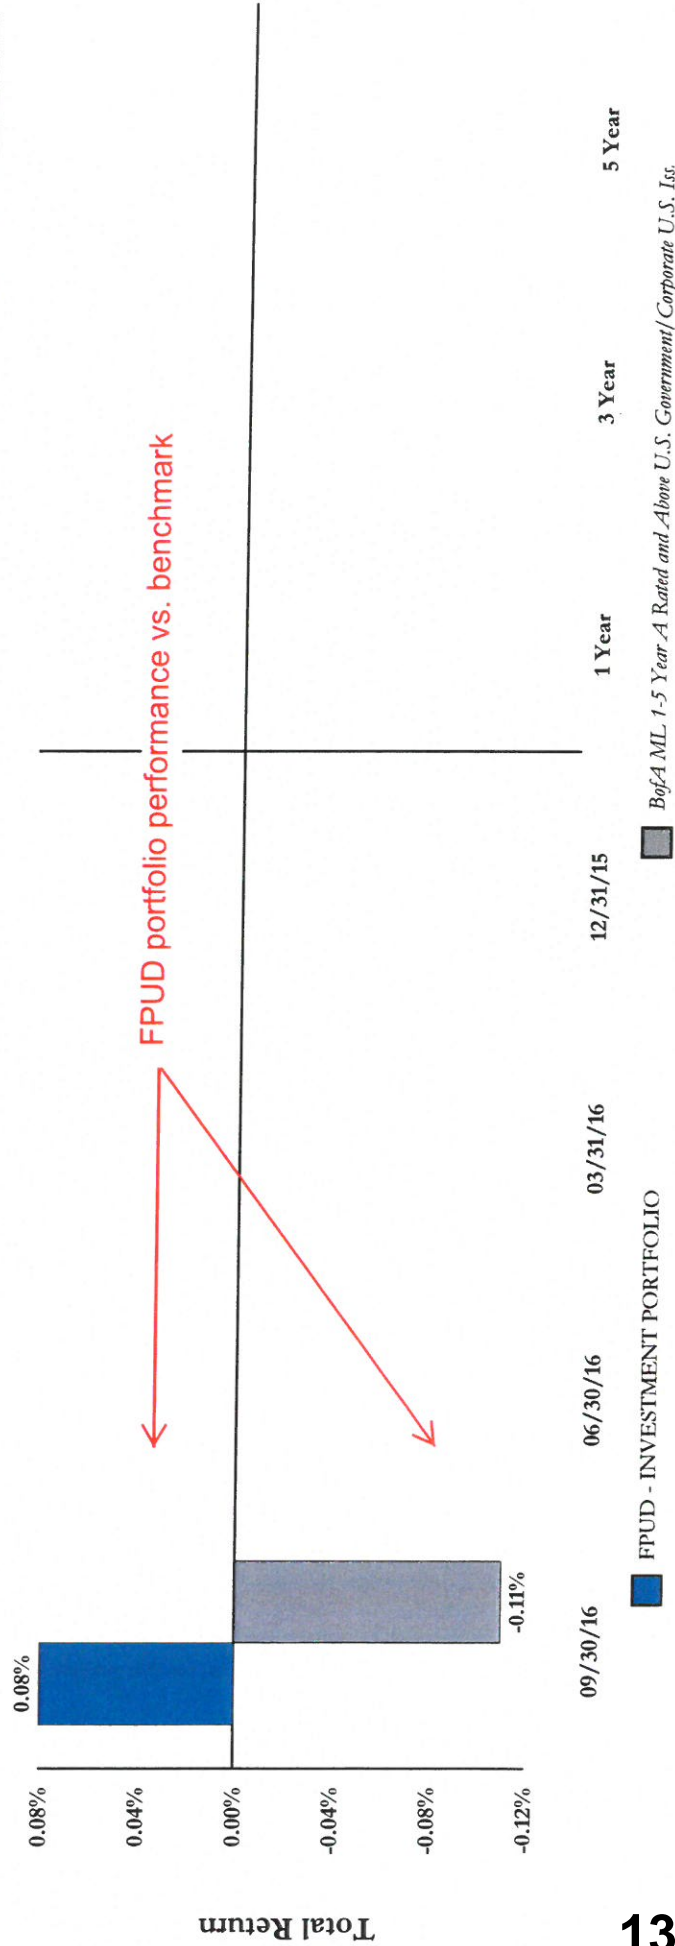 FPUD portfolio performance vs. benchmark
Total Return
0.08%
0.04%
0.00%
-0.04%
-0.08%
-0.12%
0.08%
-0.11%
09/30/16
06/30/16
03/31/16
12/31/15
1 Year
3 Year
5 Year
FPUD - INVESTMENT PORTFOLIO
BofA ML 1-5 Year A Rated and Above U.S. Government/Corporate U.S. Iss.
13